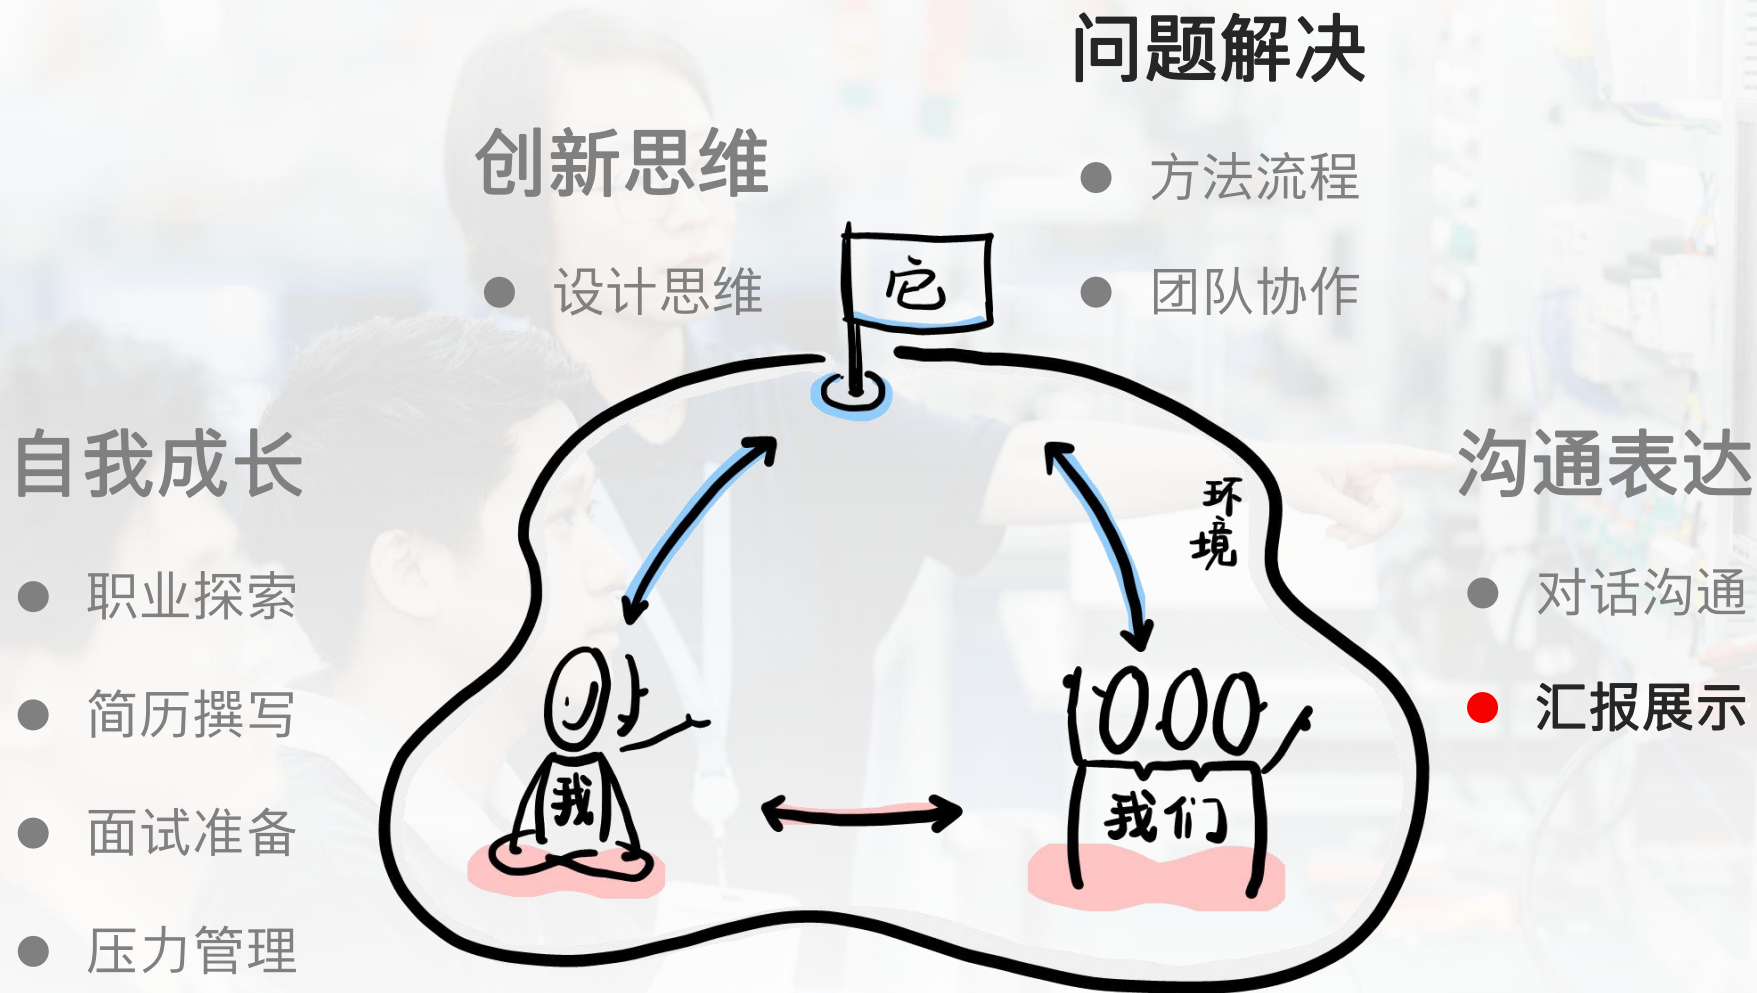 问题解决
方法流程
团队协作
创新思维
设计思维
它
自我成长
职业探索
简历撰写
面试准备
压力管理
沟通表达
对话沟通
汇报展示
环境
我
我们